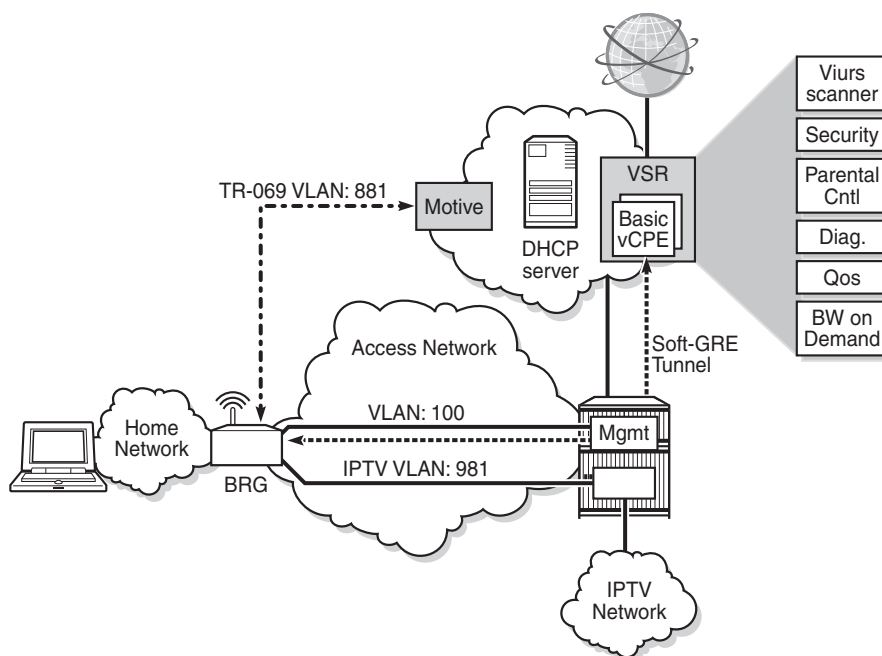 Viurs
scanner
Security
Parental
Cntl
Diag.
Qos
BW on
Demand
VSR
Basic
vCPE
DHCP
server
Motive
TR-069 VLAN: 881
Soft-GRE
Tunnel
Access Network
VLAN: 100
Mgmt
Home
Network
BRG
IPTV VLAN: 981
IPTV
Network